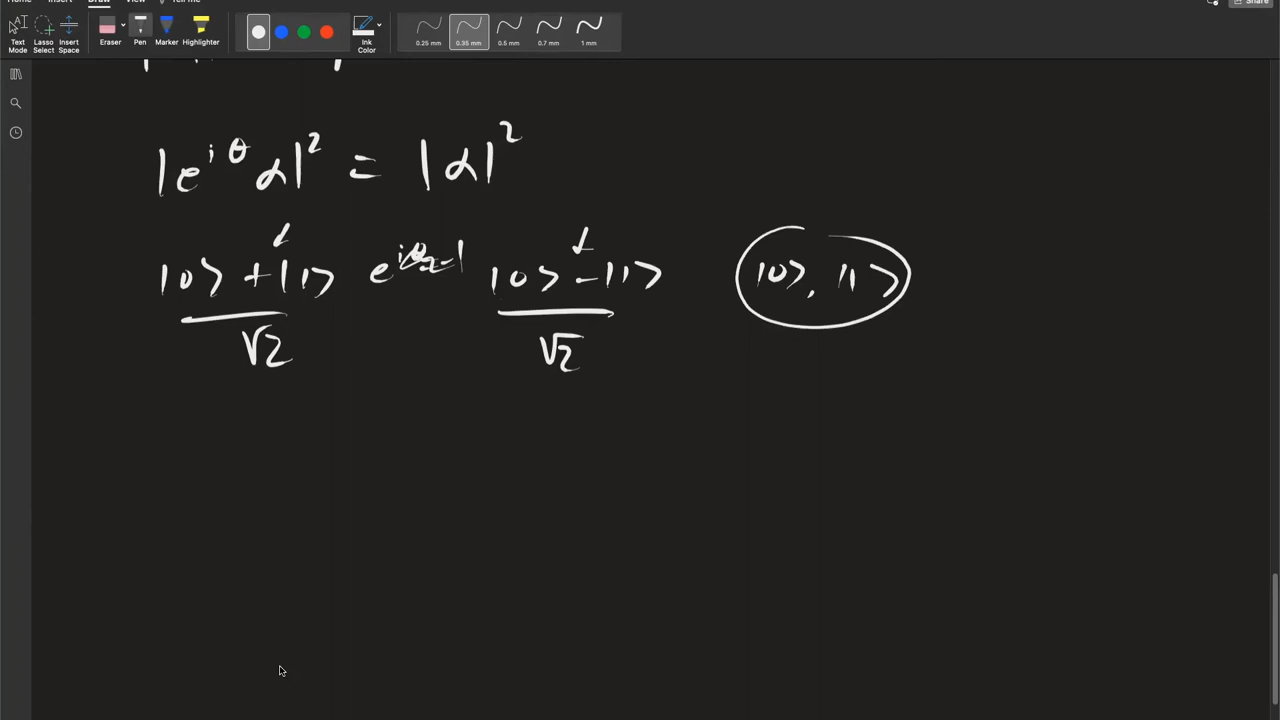 Home Insert Draw View Tell me Share
Text Mode Lasso Select Insert Space Eraser Pen Marker Highlighter Ink Color 0.25 mm 0.35 mm 0.5 mm 0.7 mm 1 mm
|e^{iθ} α|² = |α|²
|0> + |1> e^{iθ} |0> - |1> |0>, |1>
√2 √2